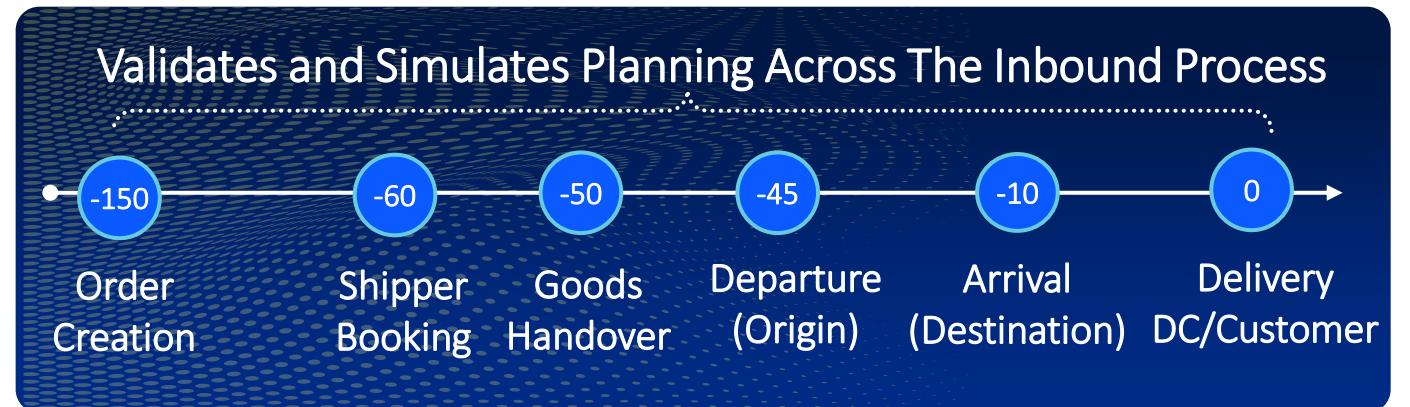 Validates and Simulates Planning Across The Inbound Process
-150
-60
-50
-45
-10
0
Order
Creation
Shipper
Booking
Goods
Handover
Departure
(Origin)
Arrival
(Destination)
Delivery
DC/Customer